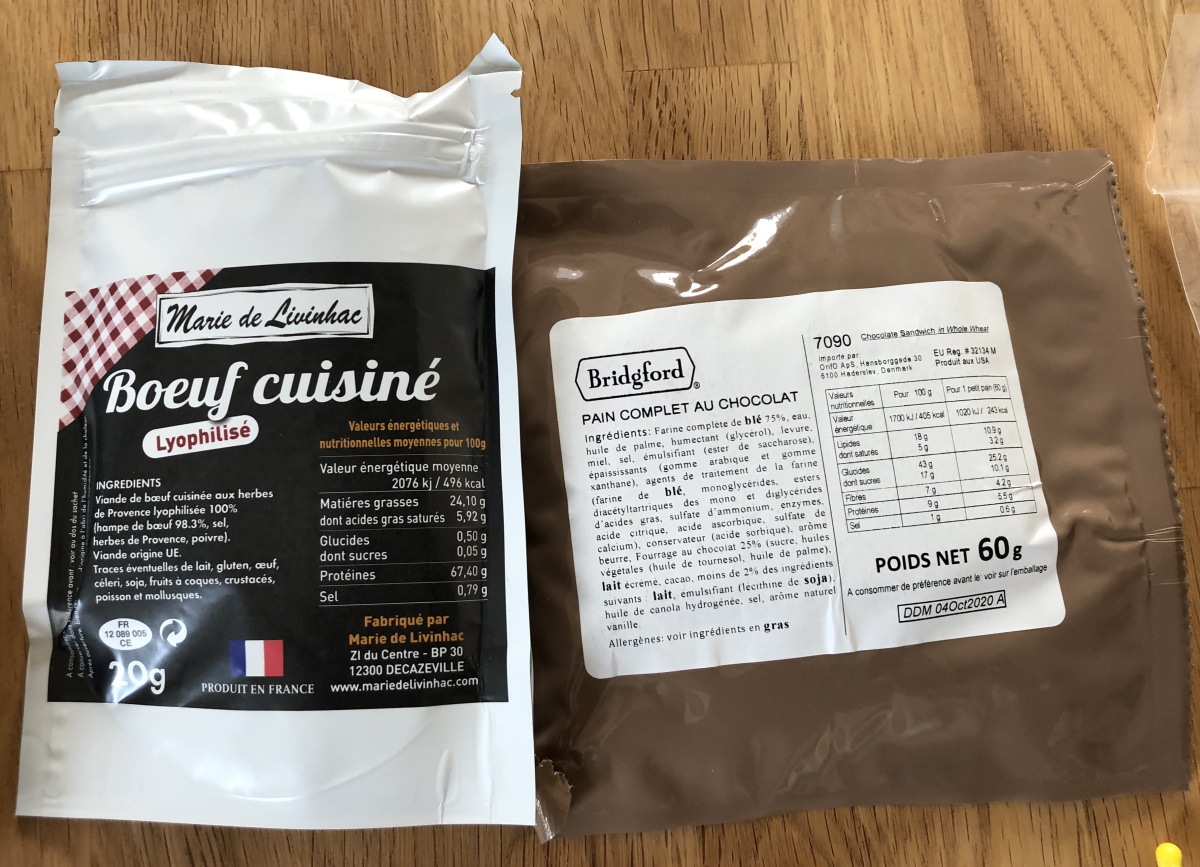 Marie de Livinhac
Boeuf cuisiné
Lyophilisé
INGREDIENTS
Viande de bœuf cuisinée aux herbes
de Provence lyophilisée 100%
(hampe de bœuf 98.3%, sel,
herbes de Provence, poivre).
Viande origine UE.
Traces éventuelles de lait, gluten, œuf,
céleri, soja, fruits à coques, crustacés,
poisson et mollusques.
FR
12 089 005
CE
20g
PRODUIT EN FRANCE
Valeurs énergétiques et
nutritionnelles moyennes pour 100g
Valeur énergétique moyenne
2076 kj / 496 kcal
Matiéres grasses 24,10 g
dont acides gras saturés 5,92 g
Glucides 0,50 g
dont sucres 0,05 g
Protéines 67,40 g
Sel 0,79 g
Fabriqué par
Marie de Livinhac
ZI du Centre - BP 30
12300 DECAZEVILLE
www.mariedelivinhac.com
Bridgford®
PAIN COMPLET AU CHOCOLAT
Ingrédients: Farine complète de blé 75%, eau,
huile de palme, humectant (glycérol), levure,
miel, sel, émulsifiant (ester de saccharose),
épaississants (gomme arabique et gomme
xanthane), agents de traitement de la farine
(farine de blé, monoglycérides, esters
diacétyltartriques des mono et diglycérides
d'acides gras, sulfate d'ammonium, enzymes,
acide citrique, acide ascorbique, sulfate de
calcium), conservateur (acide sorbique), arôme
beurre, Fourrage au chocolat 25% (sucre, huiles
végétales (huile de tournesol, huile de palme),
lait écrémé, cacao, moins de 2% des ingrédients
suivants : lait, émulsifiant (lécithine de soja),
huile de canola hydrogénée, sel, arôme naturel
vanille.
Allergènes: voir ingrédients en gras
7090 Chocolate Sandwich in Whole Wheat
Importé par:
OrifO ApS, Hansborggade 30
6100 Haderslev, Denmark
EU Reg. # 32134 M
Produit aux USA
Valeurs nutritionnelles Pour 100 g Pour 1 petit pain (60 g)
Valeur énergétique 1700 kJ / 405 kcal 1020 kJ / 243 kcal
Lipides 18 g 10.9 g
dont saturés 5 g 3.2 g
Glucides 43 g 25.2 g
dont sucres 17 g 10.1 g
Fibres 7 g 4.2 g
Protéines 9 g 5.5 g
Sel 1 g 0.6 g
POIDS NET 60g
A consommer de préférence avant le: voir sur l'emballage
DDM 04Oct2020 A